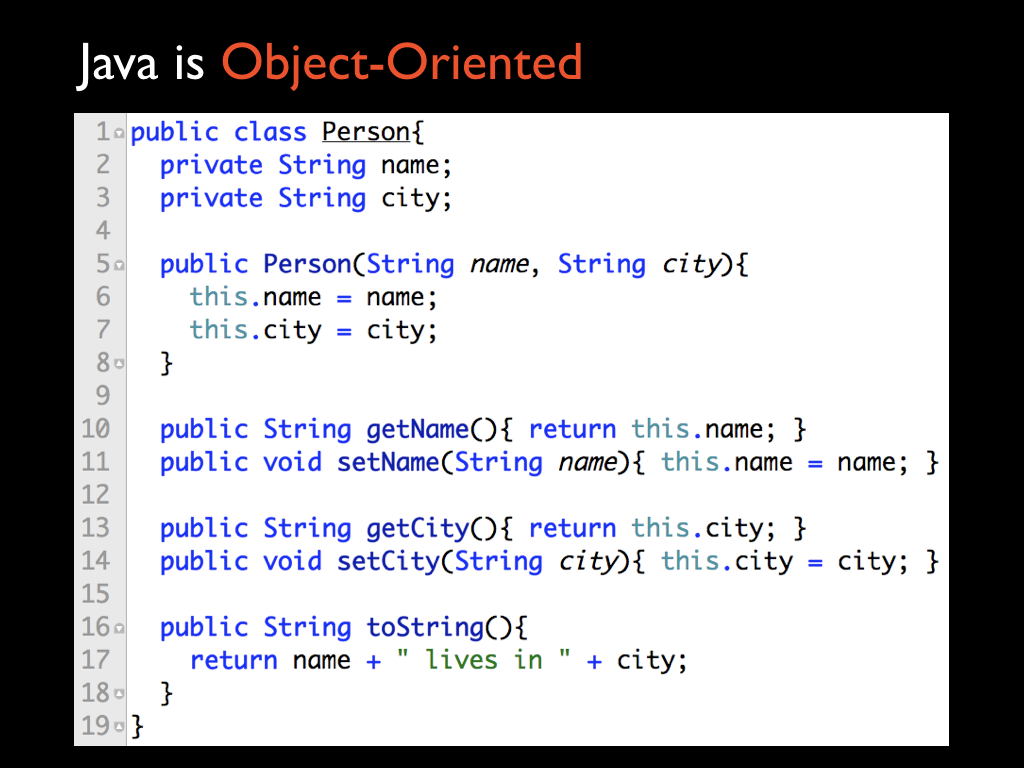 Java is Object-Oriented
1 public class Person{
2   private String name;
3   private String city;
4
5   public Person(String name, String city){
6     this.name = name;
7     this.city = city;
8   }
9
10   public String getName(){ return this.name; }
11   public void setName(String name){ this.name = name; }
12
13   public String getCity(){ return this.city; }
14   public void setCity(String city){ this.city = city; }
15
16   public String toString(){
17     return name + " lives in " + city;
18   }
19 }